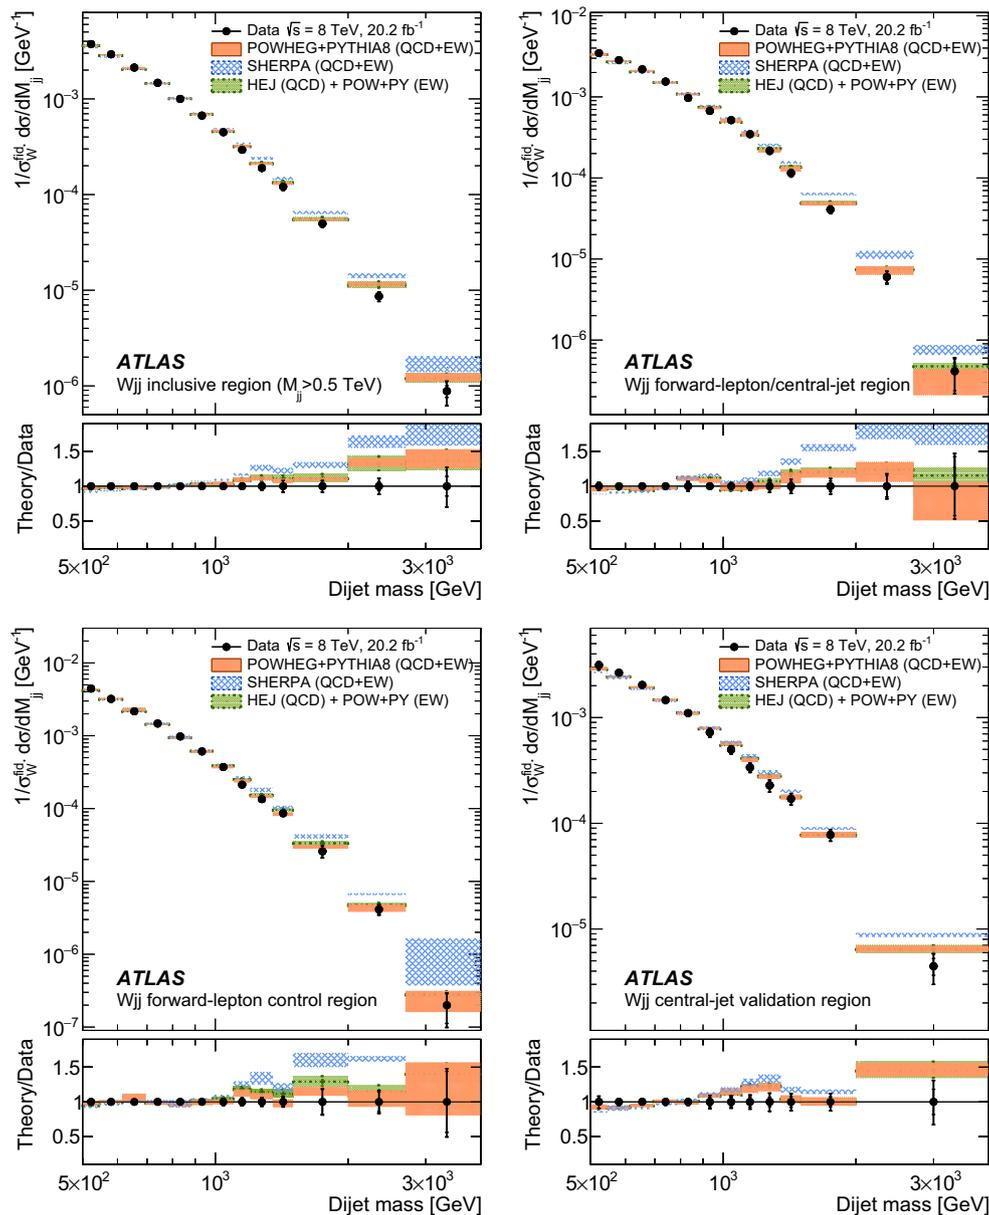 1/σ_W^fid. dσ/dM_jj [GeV⁻¹]
Data √s = 8 TeV, 20.2 fb⁻¹
POWHEG+PYTHIA8 (QCD+EW)
SHERPA (QCD+EW)
HEJ (QCD) + POW+PY (EW)
10⁻³
10⁻⁴
10⁻⁵
10⁻⁶
ATLAS
Wjj inclusive region (M_jj>0.5 TeV)
Theory/Data
1.5
1
0.5
5×10² 10³ 2×10³ 3×10³
Dijet mass [GeV]
1/σ_W^fid. dσ/dM_jj [GeV⁻¹]
Data √s = 8 TeV, 20.2 fb⁻¹
POWHEG+PYTHIA8 (QCD+EW)
SHERPA (QCD+EW)
HEJ (QCD) + POW+PY (EW)
10⁻²
10⁻³
10⁻⁴
10⁻⁵
10⁻⁶
ATLAS
Wjj forward-lepton/central-jet region
Theory/Data
1.5
1
0.5
5×10² 10³ 2×10³ 3×10³
Dijet mass [GeV]
1/σ_W^fid. dσ/dM_jj [GeV⁻¹]
Data √s = 8 TeV, 20.2 fb⁻¹
POWHEG+PYTHIA8 (QCD+EW)
SHERPA (QCD+EW)
HEJ (QCD) + POW+PY (EW)
10⁻²
10⁻³
10⁻⁴
10⁻⁵
10⁻⁶
10⁻⁷
ATLAS
Wjj forward-lepton control region
Theory/Data
1.5
1
0.5
5×10² 10³ 2×10³ 3×10³
Dijet mass [GeV]
1/σ_W^fid. dσ/dM_jj [GeV⁻¹]
Data √s = 8 TeV, 20.2 fb⁻¹
POWHEG+PYTHIA8 (QCD+EW)
SHERPA (QCD+EW)
HEJ (QCD) + POW+PY (EW)
10⁻³
10⁻⁴
10⁻⁵
ATLAS
Wjj central-jet validation region
Theory/Data
1.5
1
0.5
5×10² 10³ 2×10³ 3×10³
Dijet mass [GeV]